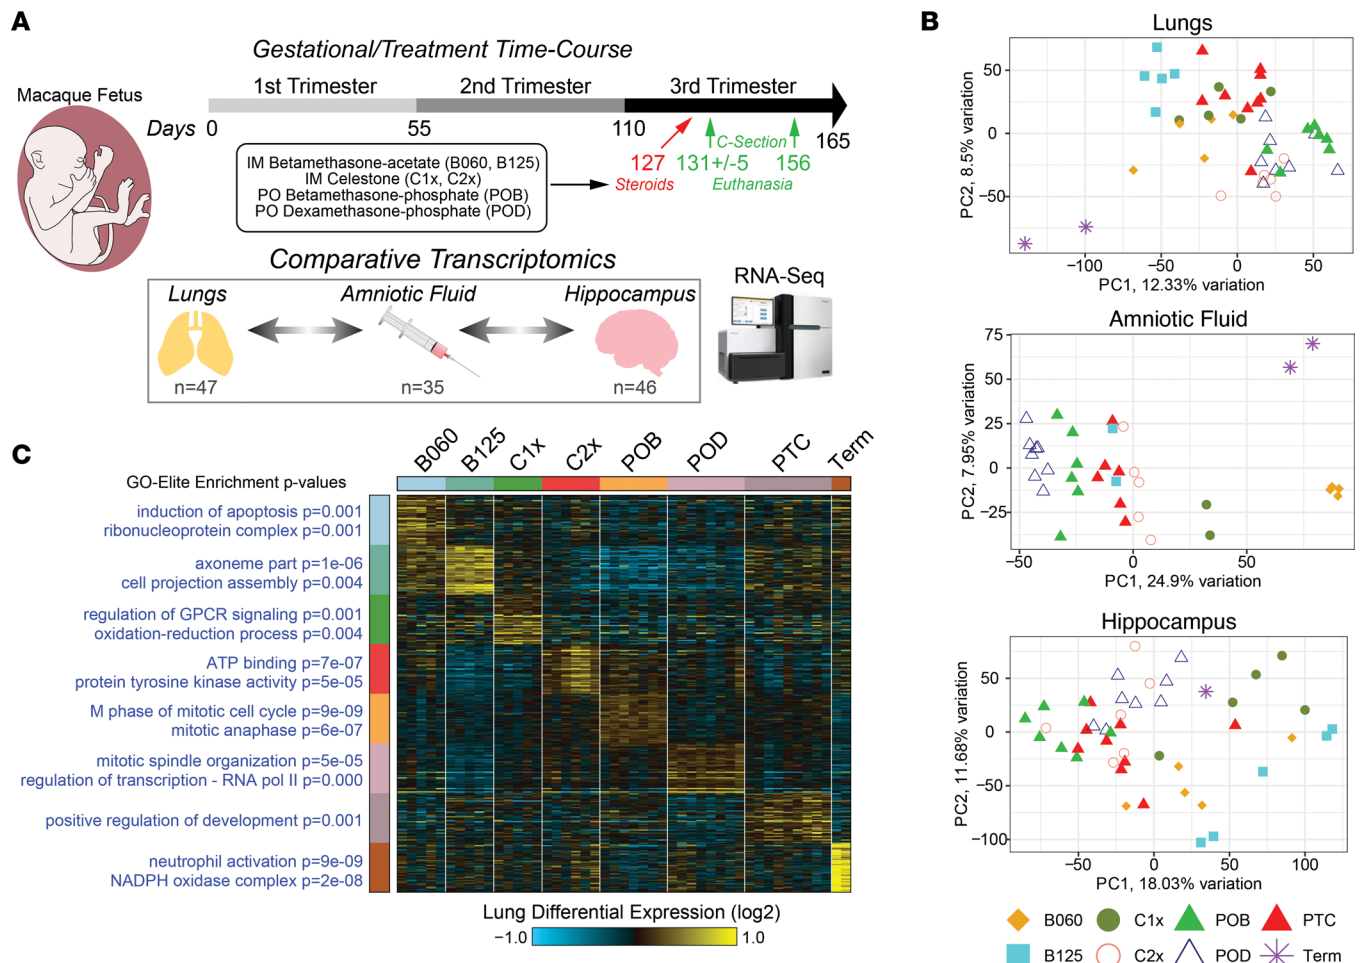 A
Gestational/Treatment Time-Course
Macaque Fetus
1st Trimester 2nd Trimester 3rd Trimester
Days 0 55 110 165
C-Section
127 131+/-5 156
Steroids Euthanasia
IM Betamethasone-acetate (B060, B125)
IM Celestone (C1x, C2x)
PO Betamethasone-phosphate (POB)
PO Dexamethasone-phosphate (POD)
Comparative Transcriptomics
Lungs Amniotic Fluid Hippocampus
n=47 n=35 n=46
RNA-Seq
B
Lungs
PC2, 8.5% variation
50
0
−50
−100 −50 0 50
PC1, 12.33% variation
Amniotic Fluid
PC2, 7.95% variation
75
50
25
0
−25
−50 0 50
PC1, 24.9% variation
Hippocampus
PC2, 11.68% variation
50
0
−50
−100
−50 0 50 100
PC1, 18.03% variation
B060 C1x POB PTC
B125 C2x POD Term
C
B060 B125 C1x C2x POB POD PTC Term
GO-Elite Enrichment p-values
induction of apoptosis p=0.001
ribonucleoprotein complex p=0.001
axoneme part p=1e-06
cell projection assembly p=0.004
regulation of GPCR signaling p=0.001
oxidation-reduction process p=0.004
ATP binding p=7e-07
protein tyrosine kinase activity p=5e-05
M phase of mitotic cell cycle p=9e-09
mitotic anaphase p=6e-07
mitotic spindle organization p=5e-05
regulation of transcription - RNA pol II p=0.000
positive regulation of development p=0.001
neutrophil activation p=9e-09
NADPH oxidase complex p=2e-08
Lung Differential Expression (log2)
−1.0 1.0